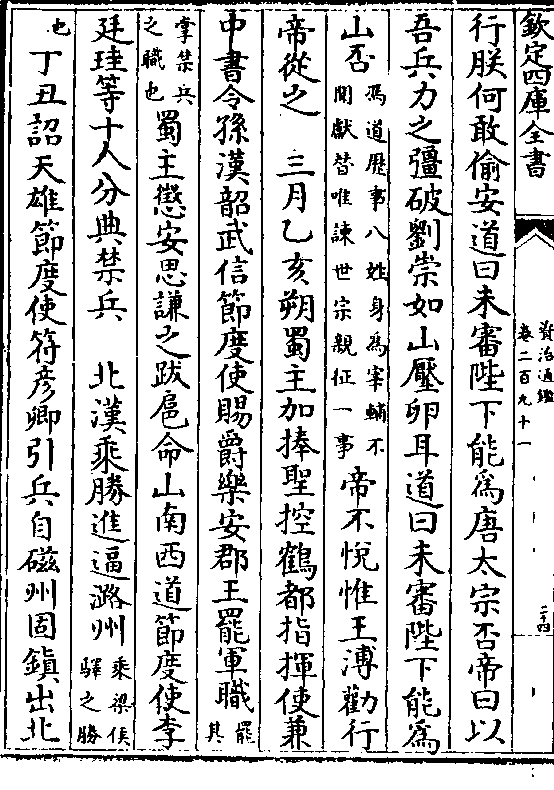 欽定四庫全書
資治通鑑
卷二百九十一
二十四
行朕何敢偷安道曰未審陛下能為唐太宗否帝曰以
吾兵力之彊破劉崇如山壓卵耳道曰未審陛下能為
山否
馮道歴事八姓身為宰輔不
聞獻替唯諫世宗親征一事
帝不悅惟王溥勸行
帝從之 三月乙亥朔蜀主加捧聖控鶴都指揮使兼
中書令孫漢韶武信節度使賜爵樂安郡王罷軍職
罷其
掌禁兵
之職也
蜀主懲安思謙之跋扈命山南西道節度使李
廷珪等十人分典禁兵 北漢乘勝進逼潞州
乘梁侯
驛之勝
也
丁丑詔天雄節度使符彥卿引兵自磁州固鎮出北